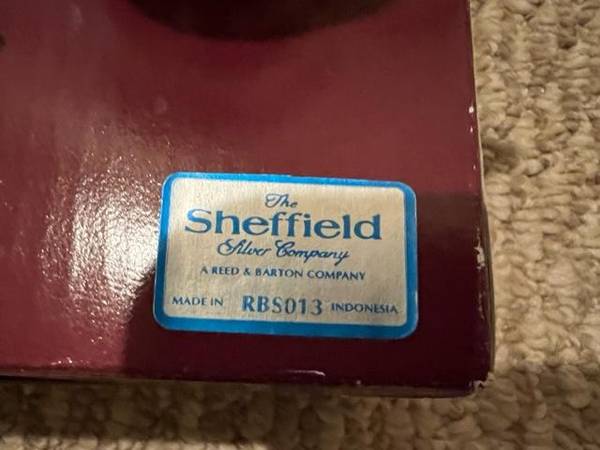 The
Sheffield
Silver Company
A REED & BARTON COMPANY
MADE IN RBS013 INDONESIA